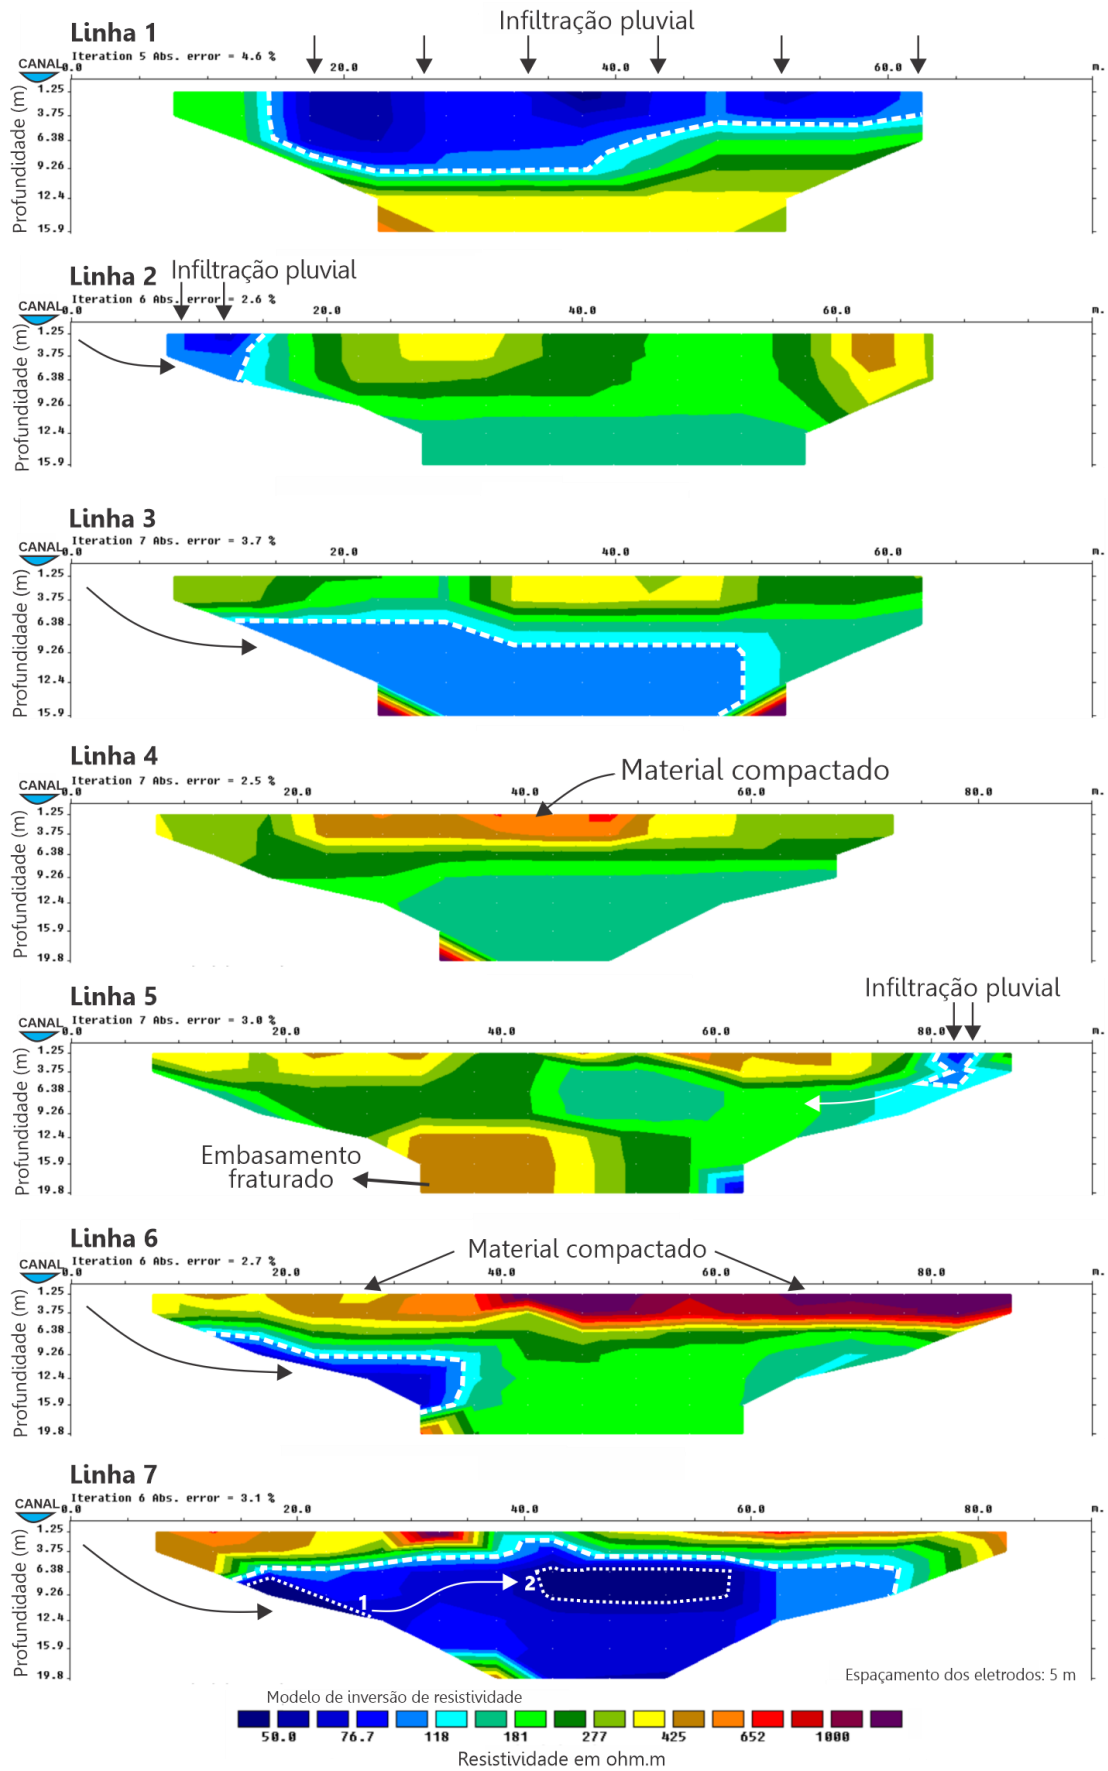 Infiltração pluvial
Linha 1
Iteration 5 Abs. error = 4.6 %
CANAL
0.0 20.0 40.0 60.0 m.
Profundidade (m)
1.25
3.75
6.38
9.26
12.4
15.9
Linha 2
Infiltração pluvial
Iteration 6 Abs. error = 2.6 %
CANAL
0.0 20.0 40.0 60.0 m.
Profundidade (m)
1.25
3.75
6.38
9.26
12.4
15.9
Linha 3
Iteration 7 Abs. error = 3.7 %
CANAL
0.0 20.0 40.0 60.0 m.
Profundidade (m)
1.25
3.75
6.38
9.26
12.4
15.9
Linha 4
Iteration 7 Abs. error = 2.5 %
Material compactado
CANAL
0.0 20.0 40.0 60.0 80.0 m.
Profundidade (m)
1.25
3.75
6.38
9.26
12.4
15.9
19.8
Linha 5
Infiltração pluvial
Iteration 7 Abs. error = 3.0 %
CANAL
0.0 20.0 40.0 60.0 80.0 m.
Profundidade (m)
1.25
3.75
6.38
9.26
12.4
15.9
19.8
Embasamento
fraturado
Linha 6
Material compactado
Iteration 6 Abs. error = 2.7 %
CANAL
0.0 20.0 40.0 60.0 80.0 m.
Profundidade (m)
1.25
3.75
6.38
9.26
12.4
15.9
19.8
Linha 7
Iteration 6 Abs. error = 3.1 %
CANAL
0.0 20.0 40.0 60.0 80.0 m.
Profundidade (m)
1.25
3.75
6.38
9.26
12.4
15.9
19.8
1
2
Espaçamento dos eletrodos: 5 m
Modelo de inversão de resistividade
50.0 76.7 118 181 277 425 652 1000
Resistividade em ohm.m